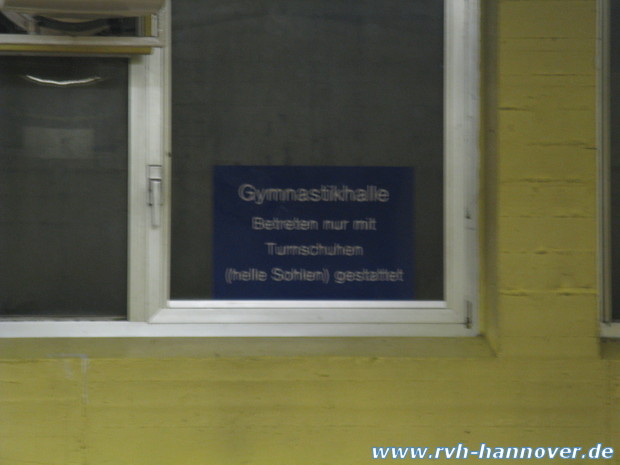 Gymnastikhalle
Betreten nur mit
Turnschuhen
(helle Sohlen) gestattet
www.rvh-hannover.de